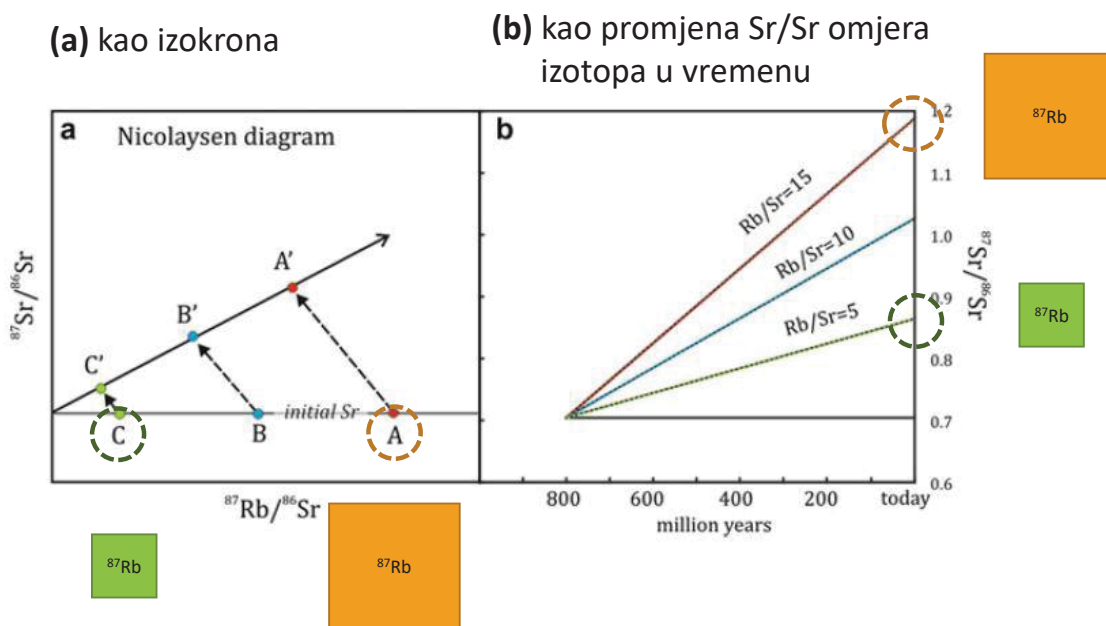 (a) kao izokrona
(b) kao promjena Sr/Sr omjera
izotopa u vremenu
a
Nicolaysen diagram
⁸⁷Sr/⁸⁶Sr
A'
B'
C'
initial Sr
C
B
A
⁸⁷Rb/⁸⁶Sr
b
Rb/Sr=15
Rb/Sr=10
Rb/Sr=5
1.2
1.1
1.0
0.9
0.8
0.7
0.6
⁸⁷Sr/⁸⁶Sr
800
600
400
200
today
million years
⁸⁷Rb
⁸⁷Rb
⁸⁷Rb
⁸⁷Rb